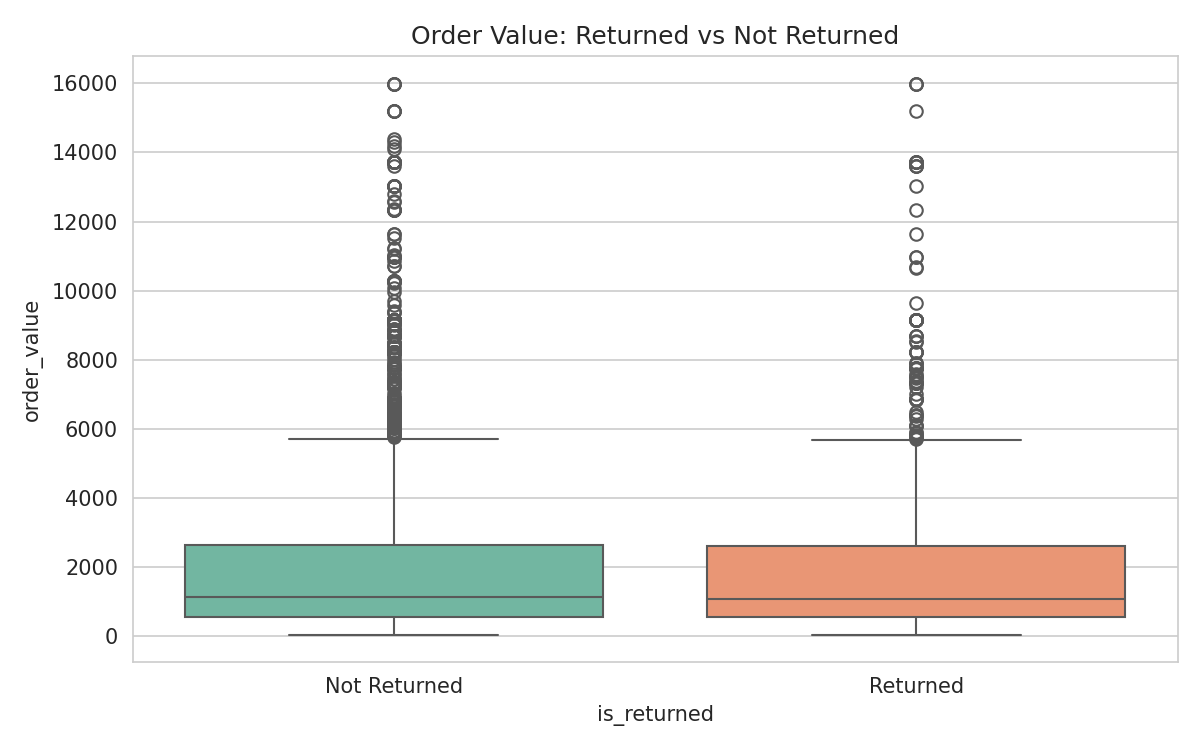 Order Value: Returned vs Not Returned
16000
14000
12000
10000
8000
6000
4000
2000
0
order_value
Not Returned
Returned
is_returned